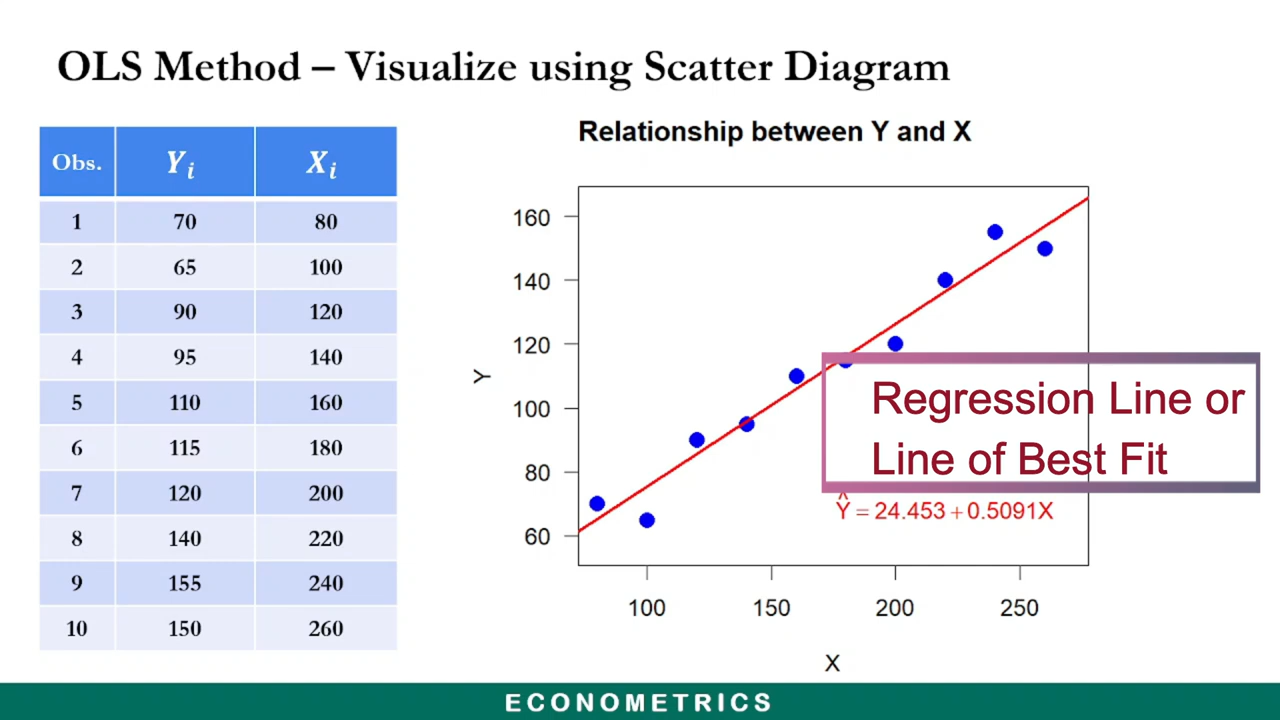 OLS Method – Visualize using Scatter Diagram
Obs. Yi Xi
1 70 80
2 65 100
3 90 120
4 95 140
5 110 160
6 115 180
7 120 200
8 140 220
9 155 240
10 150 260
Relationship between Y and X
160
140
120
100
80
60
Y
Regression Line or
Line of Best Fit
Ŷ = 24.453 + 0.5091X
100 150 200 250
X
ECONOMETRICS